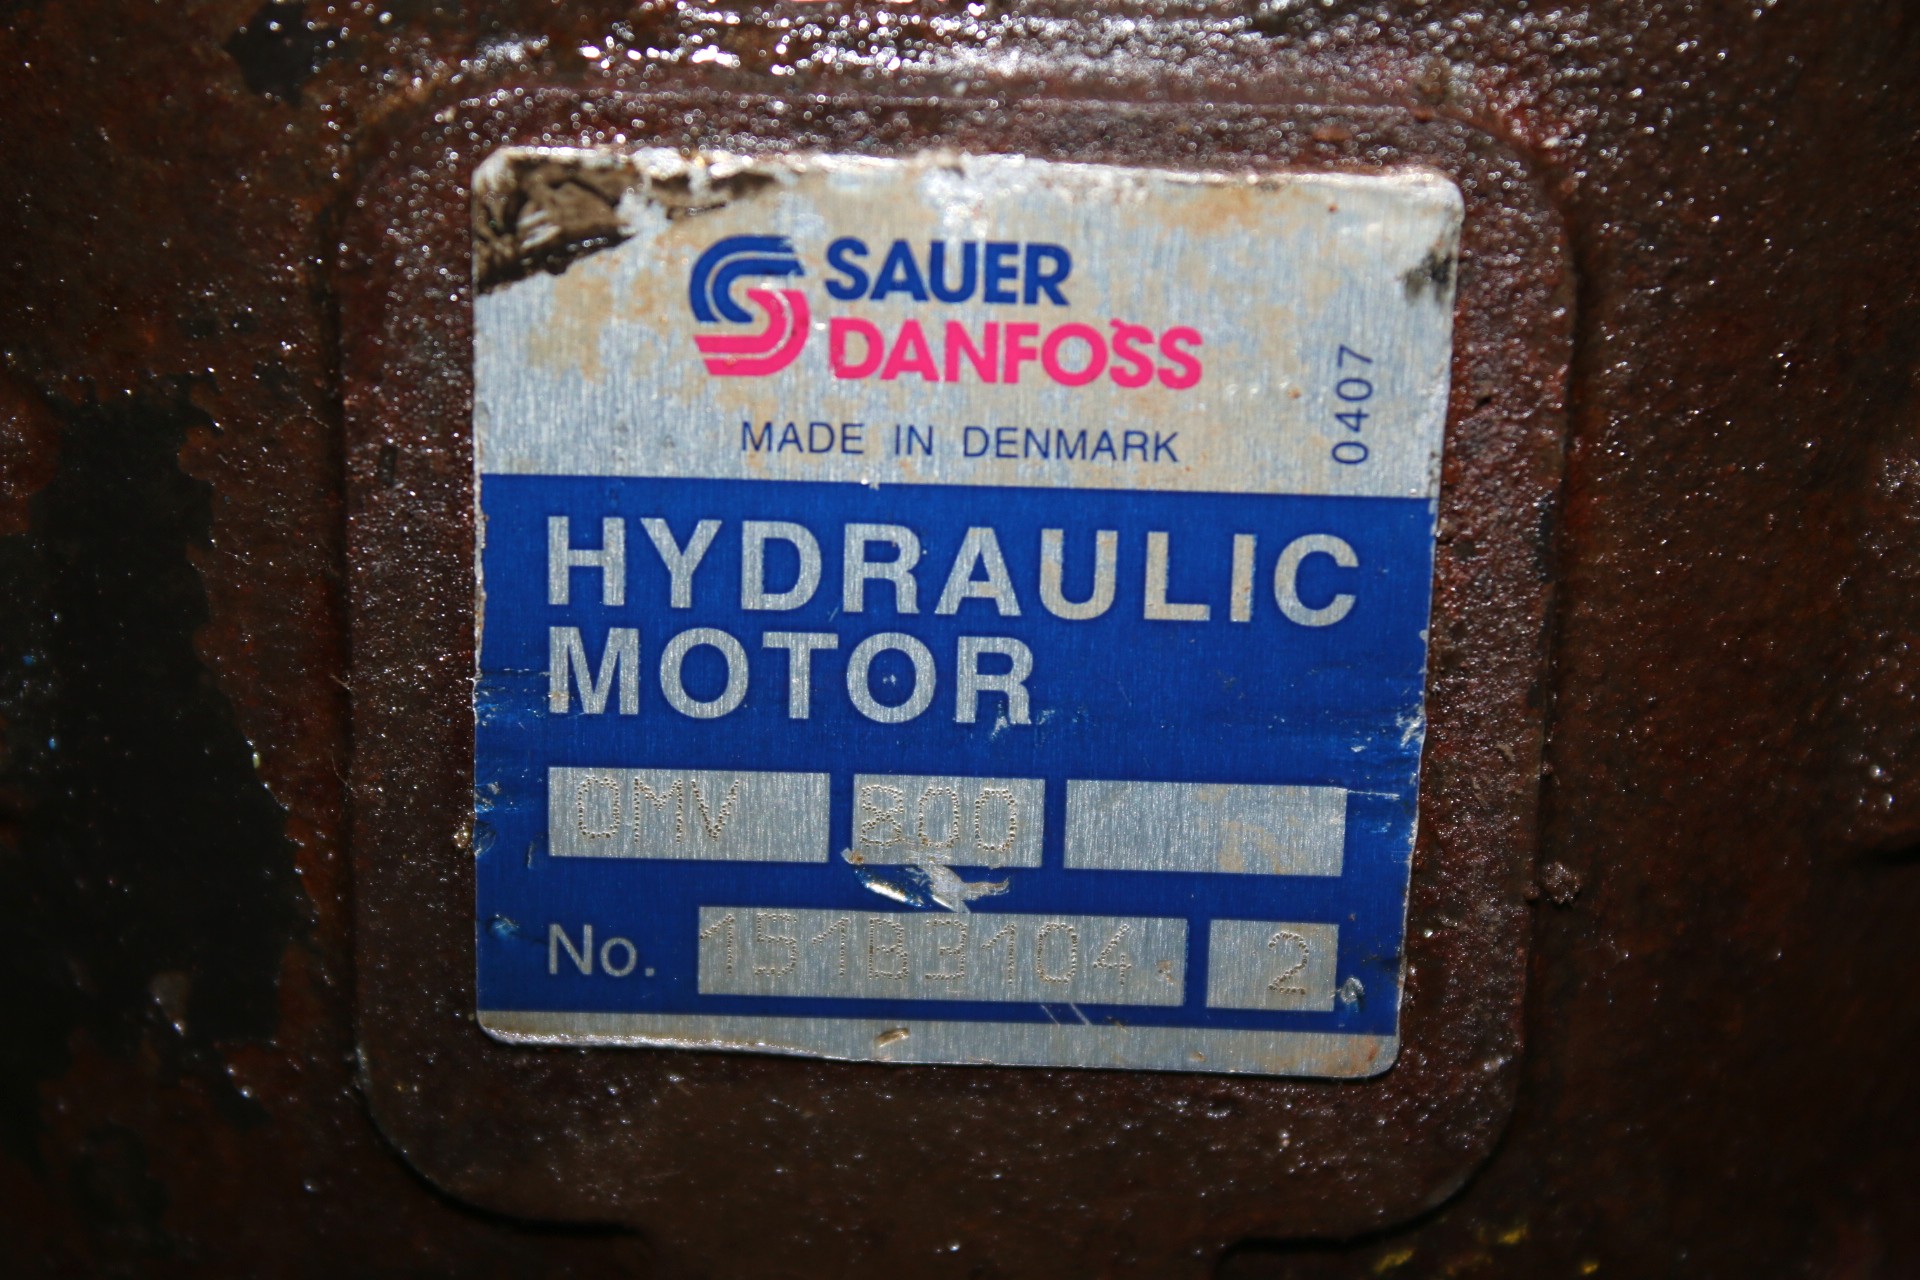 SAUER
DANFOSS
MADE IN DENMARK
0407
HYDRAULIC
MOTOR
OMV 800
No. 151B3104 2